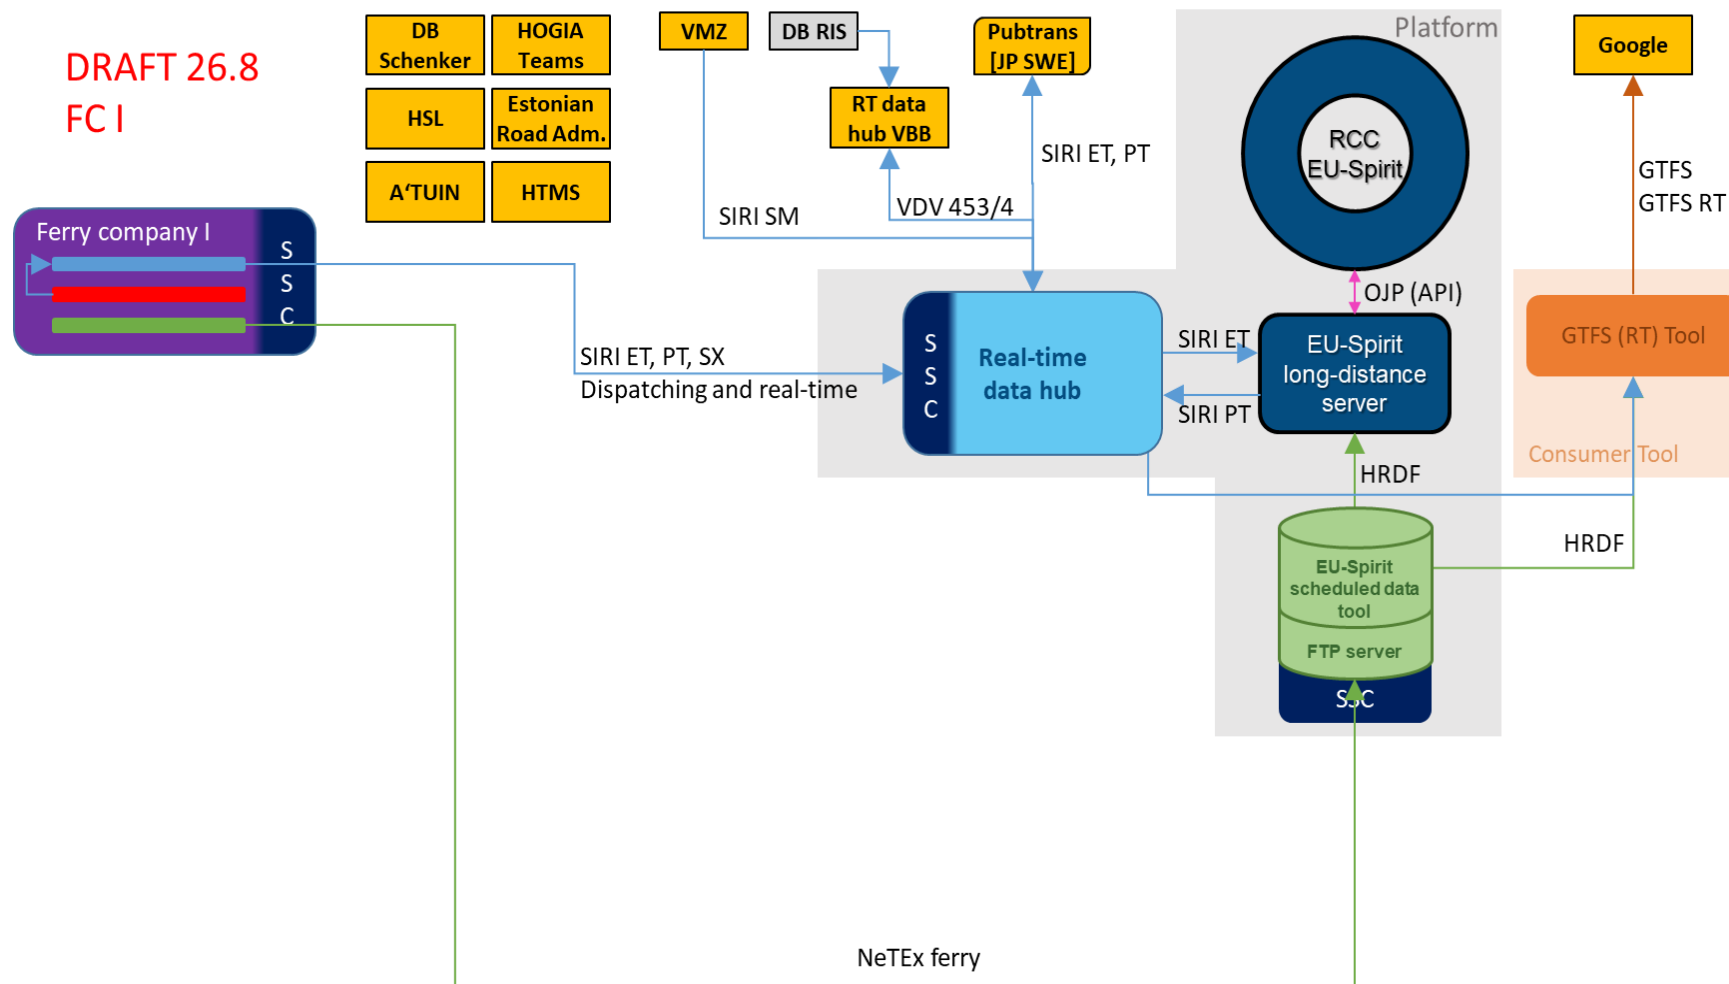 DRAFT 26.8
FC I
DB
Schenker
HOGIA
Teams
HSL
Estonian
Road Adm.
A‘TUIN
HTMS
VMZ
DB RIS
RT data
hub VBB
Pubtrans
[JP SWE]
Platform
Google
RCC
EU-Spirit
SIRI ET, PT
VDV 453/4
SIRI SM
GTFS
GTFS RT
Ferry company I
S
S
C
OJP (API)
SIRI ET, PT, SX
Dispatching and real-time
S
S
C
Real-time
data hub
SIRI ET
SIRI PT
EU-Spirit
long-distance
server
GTFS (RT) Tool
Consumer Tool
HRDF
HRDF
EU-Spirit
scheduled data
tool
FTP server
SSC
NeTEx ferry